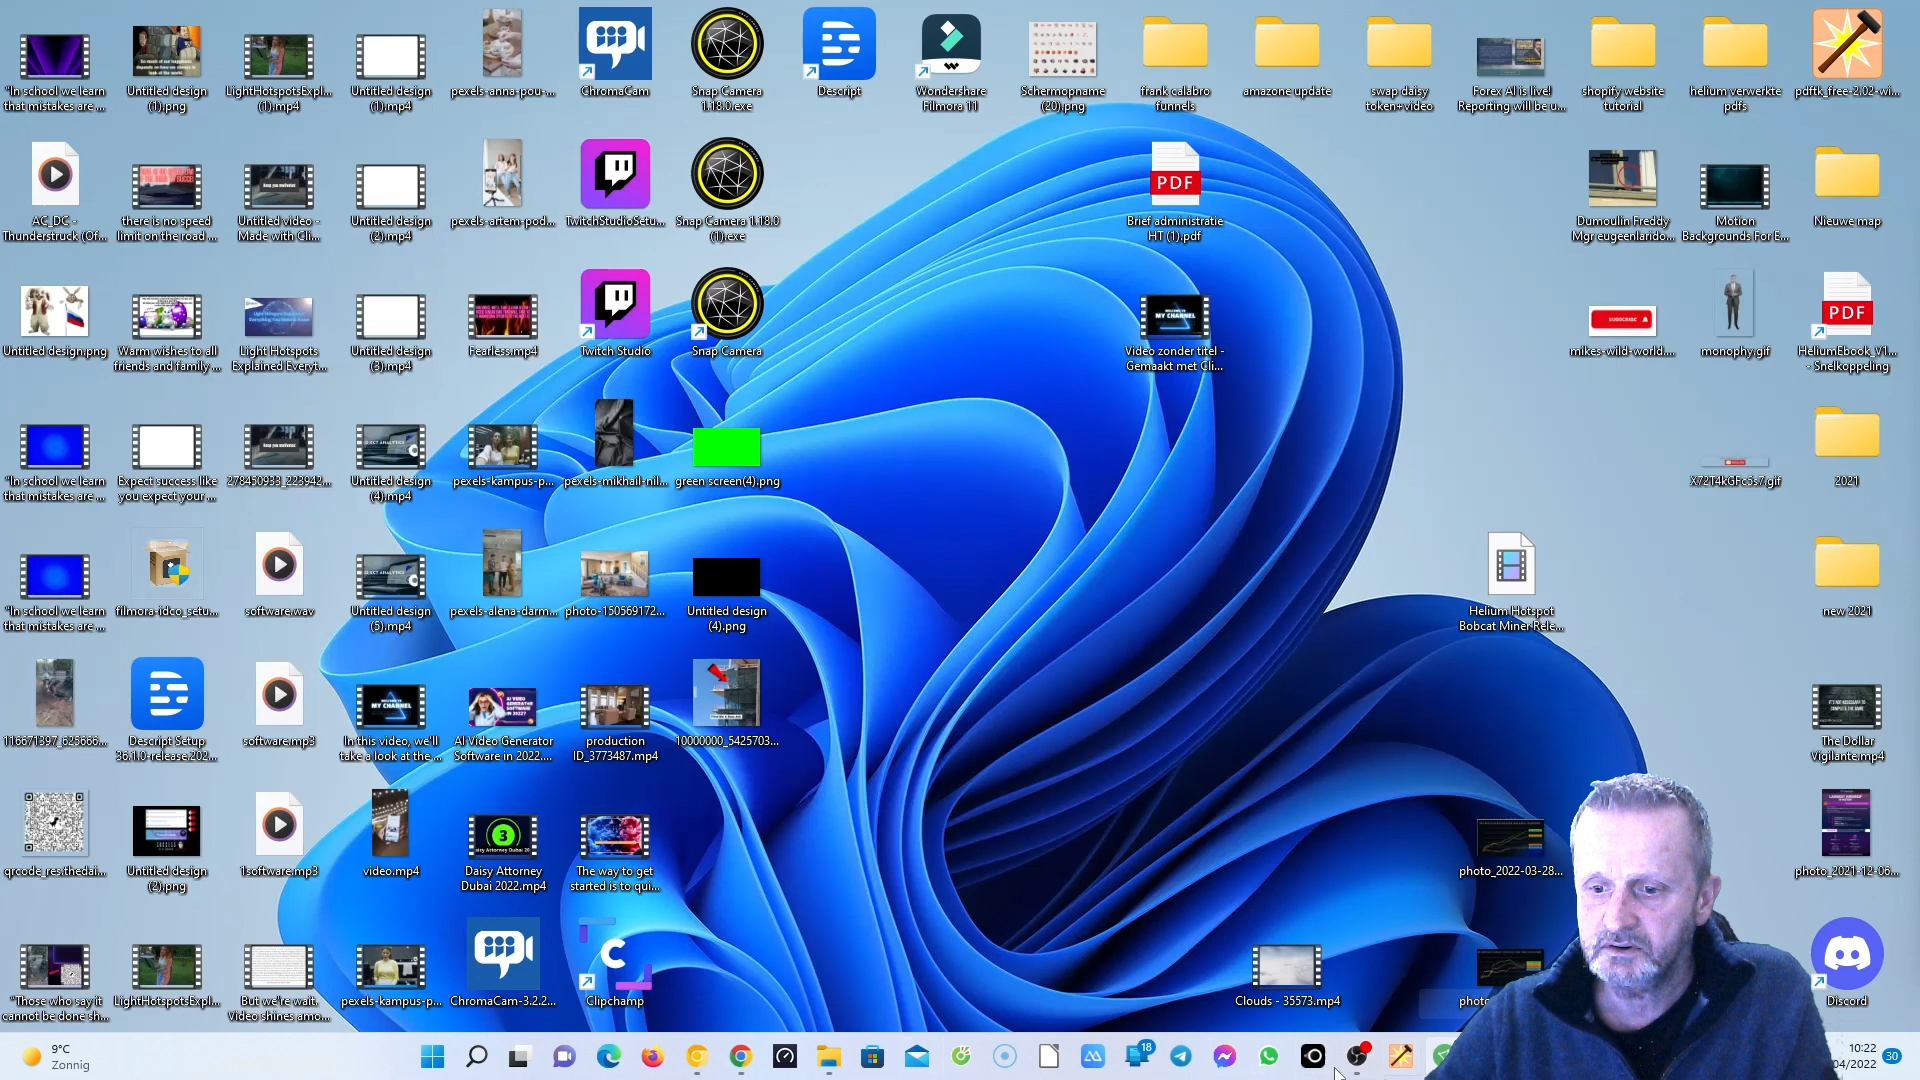 "In school we learn
that mistakes are ...
Untitled design
(1).png
LightHotspotsExpl...
(1).mp4
Untitled design
(1).mp4
pexels-anna-pou-...
ChromaCam
Snap Camera
1.18.0.exe
Descript
Wondershare
Filmora 11
Schermopname
(20).png
frank calabro
funnels
amazone update
swap daisy
token+video
Forex AI is live!
Reporting will be u...
shopify website
tutorial
helium verwerkte
pdfs
pdftk_free-2.02-wi...
AC_DC -
Thunderstruck (Of...
there is no speed
limit on the road ...
Untitled video -
Made with Cli...
Untitled design
(2).mp4
pexels-artem-pod...
TwitchStudioSetu...
Snap Camera 1.18.0
(1).exe
PDF
Brief administratie
HT (1).pdf
Dumoulin Freddy
Mgr eugeenlarido...
Motion
Backgrounds For E...
Nieuwe map
Untitled design.png
Warm wishes to all
friends and family ...
Light Hotspots
Explained Everyt...
Untitled design
(3).mp4
Fearless.mp4
Twitch Studio
Snap Camera
MY CHANNEL
Video zonder titel -
Gemaakt met Cli...
SUBSCRIBE
mikes-wild-world....
monophy.gif
PDF
HeliumEbook_V1...
- Snelkoppeling
"In school we learn
that mistakes are ...
Expect success like
you expect your ...
278450933_223942...
Untitled design
(4).mp4
pexels-kampus-p...
pexels-mikhail-nil...
green screen(4).png
X72T4kGFc5s7.gif
2021
"In school we learn
that mistakes are ...
filmora-idco_setu...
software.wav
Untitled design
(5).mp4
pexels-alena-darm...
photo-150569172...
Untitled design
(4).png
Helium Hotspot
Bobcat Miner Rele...
new 2021
116671397_625666...
Descript Setup
36.1.0-release.202...
software.mp3
MY CHANNEL
In this video, we'll
take a look at the ...
AI Video Generator
Software in 2022....
production
ID_3773487.mp4
10000000_5425703...
The Dollar
Vigilante.mp4
qrcode_res.thedai...
Untitled design
(2).png
1software.mp3
video.mp4
3
Daisy Attorney
Dubai 2022.mp4
The way to get
started is to qui...
photo_2022-03-28...
photo_2021-12-06...
"Those who say it
cannot be done sh...
LightHotspotsExpl...
But we're wait.
Video shines amo...
pexels-kampus-p...
ChromaCam-3.2.2...
C
Clipchamp
Clouds - 35573.mp4
photo
Discord
9°C
Zonnig
18
10:22
04/2022
30